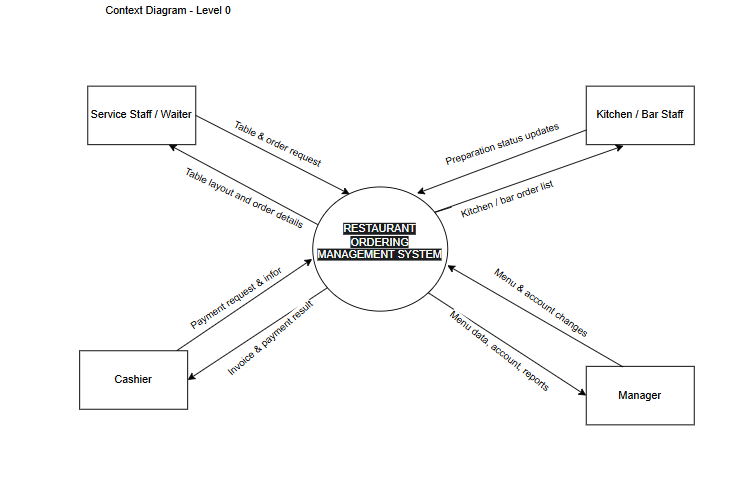 Context Diagram - Level 0
Service Staff / Waiter
Kitchen / Bar Staff
Table & order request
Preparation status updates
Table layout and order details
Kitchen / bar order list
RESTAURANT
ORDERING
MANAGEMENT SYSTEM
Payment request & infor
Menu & account changes
Invoice & payment result
Menu data, account, reports
Cashier
Manager